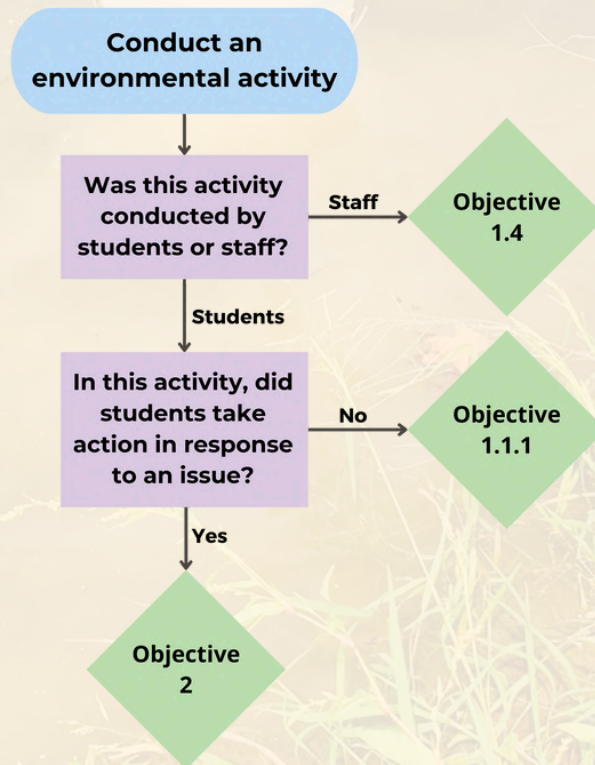 Conduct an
environmental activity
Was this activity
conducted by
students or staff?
Staff
Objective
1.4
Students
In this activity, did
students take
action in response
to an issue?
No
Objective
1.1.1
Yes
Objective
2